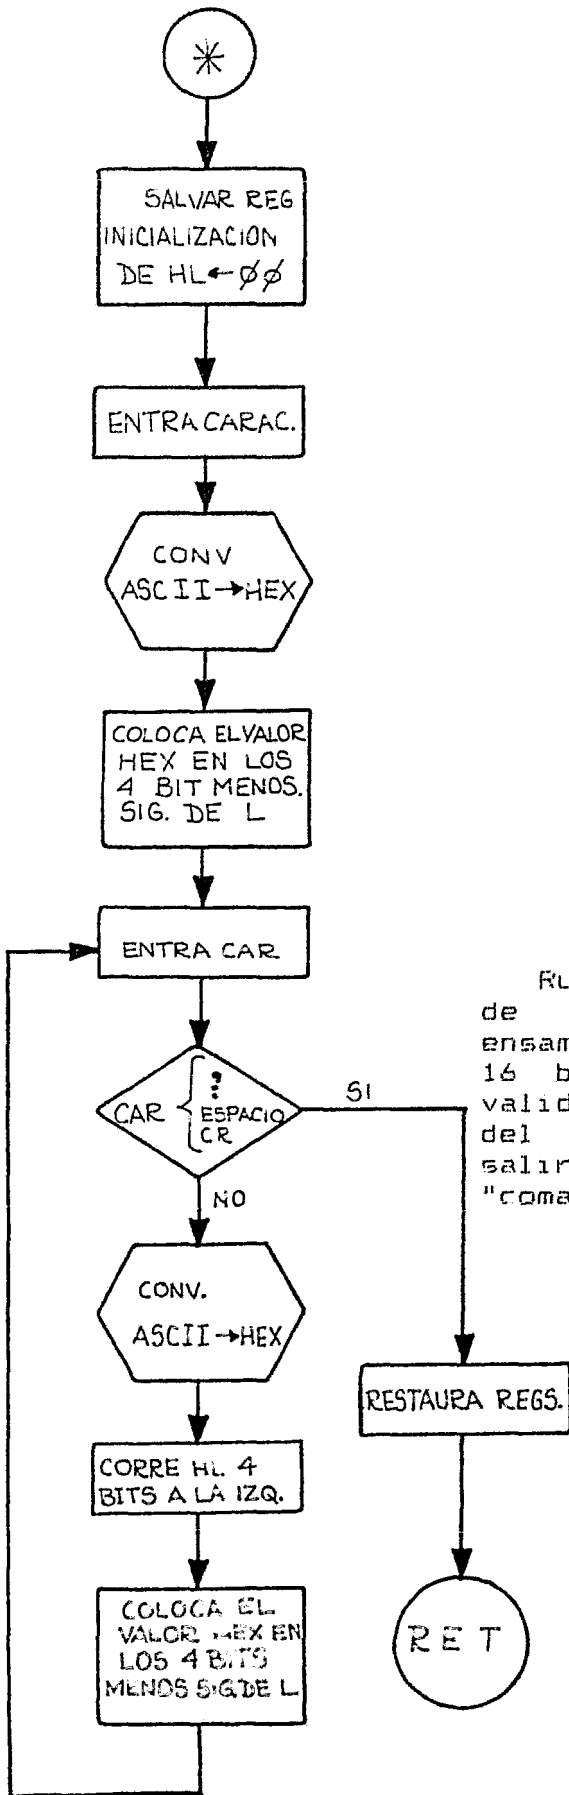 *
SALVAR REG
INICIALIZACION
DE HL ← ØØ
ENTRA CARAC.
CONV
ASCII → HEX
COLOCA EL VALOR
HEX EN LOS
4 BIT MENOS.
SIG. DE L
ENTRA CAR
CAR
ESPACIO
CR
SI
NO
CONV.
ASCII → HEX
CORRE HL 4
BITS A LA IZQ.
COLOCA EL
VALOR HEX EN
LOS 4 BITS
MENOS SIG. DE L
RESTAURA REGS.
RET
de
ensam
16 b
valid
del
salir
"coma